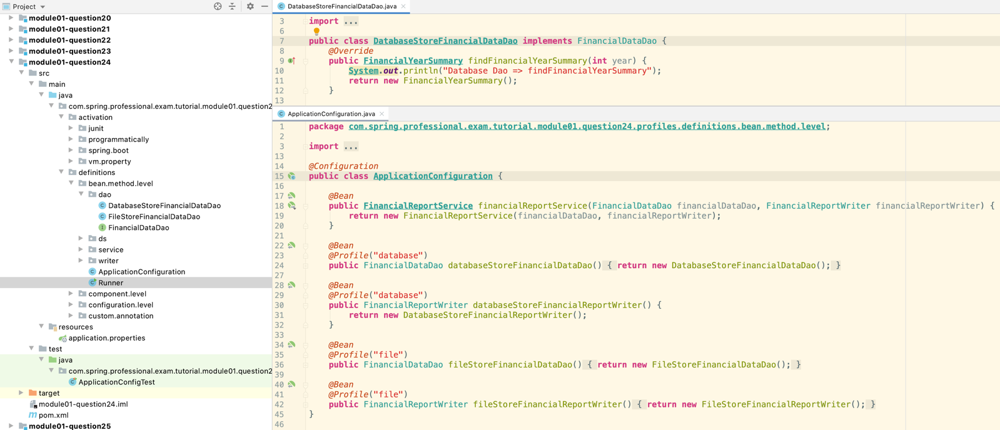 Project
module01-question20
module01-question21
module01-question22
module01-question23
module01-question24
src
main
java
com.spring.professional.exam.tutorial.module01.question2
activation
junit
programmatically
spring.boot
vm.property
definitions
bean.method.level
dao
DatabaseStoreFinancialDataDao
FileStoreFinancialDataDao
FinancialDataDao
ds
service
writer
ApplicationConfiguration
Runner
component.level
configuration.level
custom.annotation
resources
application.properties
test
java
com.spring.professional.exam.tutorial.module01.question2
ApplicationConfigTest
target
module01-question24.iml
pom.xml
module01-question25
DatabaseStoreFinancialDataDao.java
3 import ...
6
7 public class DatabaseStoreFinancialDataDao implements FinancialDataDao {
8 @Override
9 public FinancialYearSummary findFinancialYearSummary(int year) {
10 System.out.println("Database Dao => findFinancialYearSummary");
11 return new FinancialYearSummary();
12 }
13
ApplicationConfiguration.java
1 package com.spring.professional.exam.tutorial.module01.question24.profiles.definitions.bean.method.level;
2
3 import ...
13
14 @Configuration
15 public class ApplicationConfiguration {
16
17 @Bean
18 public FinancialReportService financialReportService(FinancialDataDao financialDataDao, FinancialReportWriter financialReportWriter) {
19 return new FinancialReportService(financialDataDao, financialReportWriter);
20 }
21
22 @Bean
23 @Profile("database")
24 public FinancialDataDao databaseStoreFinancialDataDao() { return new DatabaseStoreFinancialDataDao(); }
27
28 @Bean
29 @Profile("database")
30 public FinancialReportWriter databaseStoreFinancialReportWriter() {
31 return new DatabaseStoreFinancialReportWriter();
32 }
33
34 @Bean
35 @Profile("file")
36 public FinancialDataDao fileStoreFinancialDataDao() { return new FileStoreFinancialDataDao(); }
39
40 @Bean
41 @Profile("file")
42 public FinancialReportWriter fileStoreFinancialReportWriter() { return new FileStoreFinancialReportWriter(); }
45 }
46